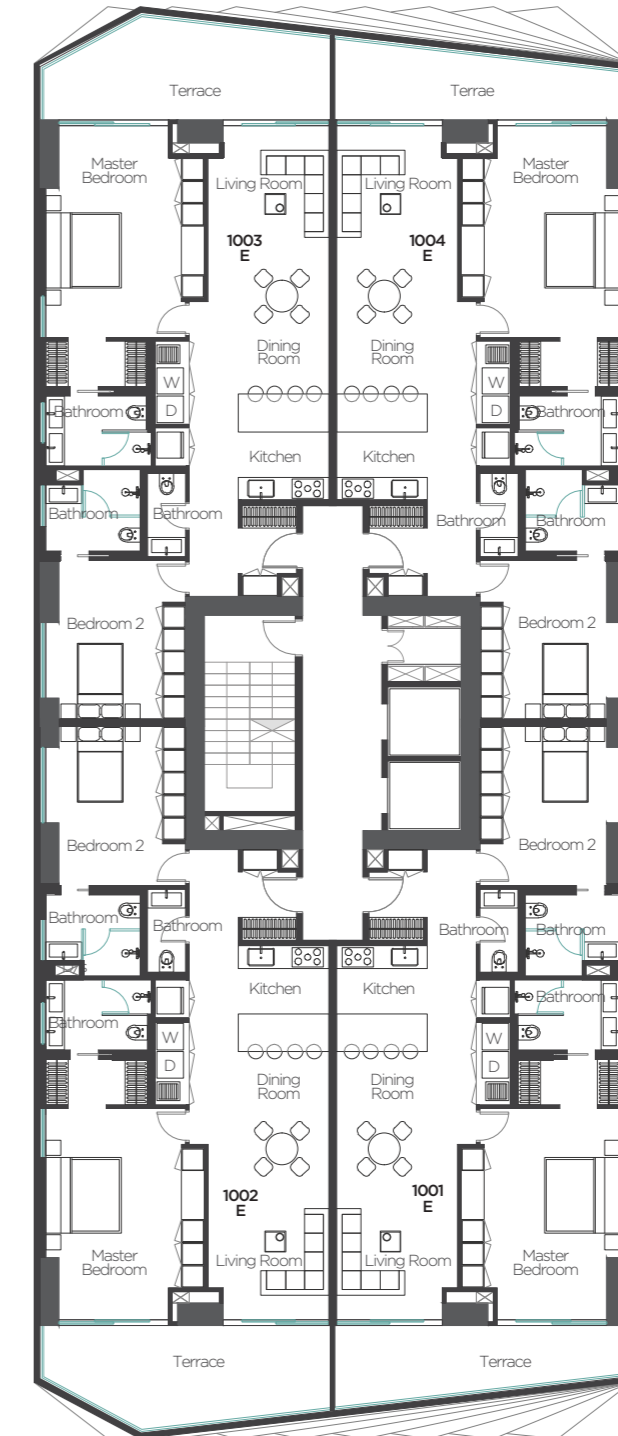 Terrace
Terrae
Master
Bedroom
Living Room
Living Room
Master
Bedroom
1003
E
1004
E
Dining
Room
Dining
Room
W
D
W
D
Bathroom
Bathroom
Kitchen
Kitchen
Bathroom
Bathroom
Bathroom
Bathroom
Bedroom 2
Bedroom 2
Bedroom 2
Bedroom 2
Bathroom
Bathroom
Bathroom
Bathroom
Kitchen
Kitchen
Bathroom
Bathroom
W
D
W
D
Dining
Room
Dining
Room
1002
E
1001
E
Master
Bedroom
Living Room
Living Room
Master
Bedroom
Terrace
Terrace